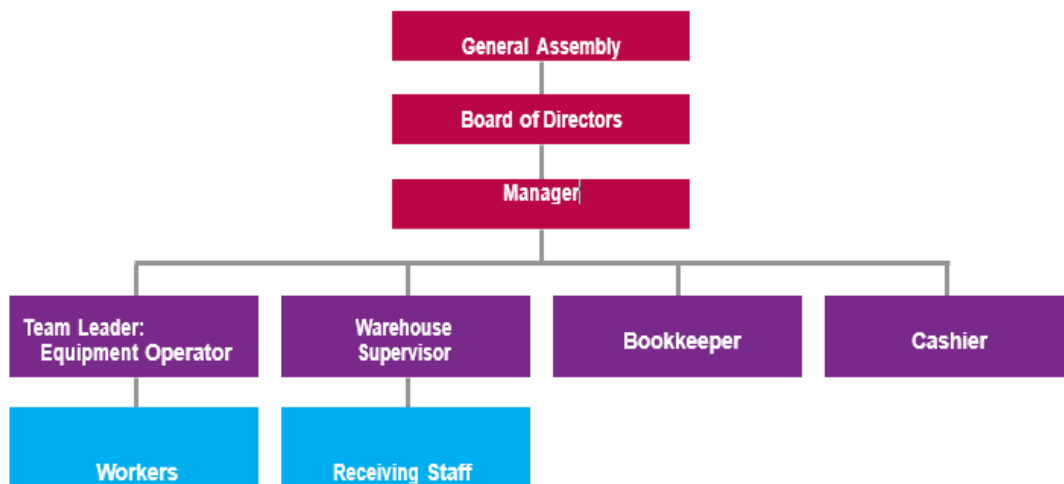 General Assembly
Board of Directors
Manager
Team Leader:
Equipment Operator
Warehouse
Supervisor
Bookkeeper
Cashier
Workers
Receiving Staff